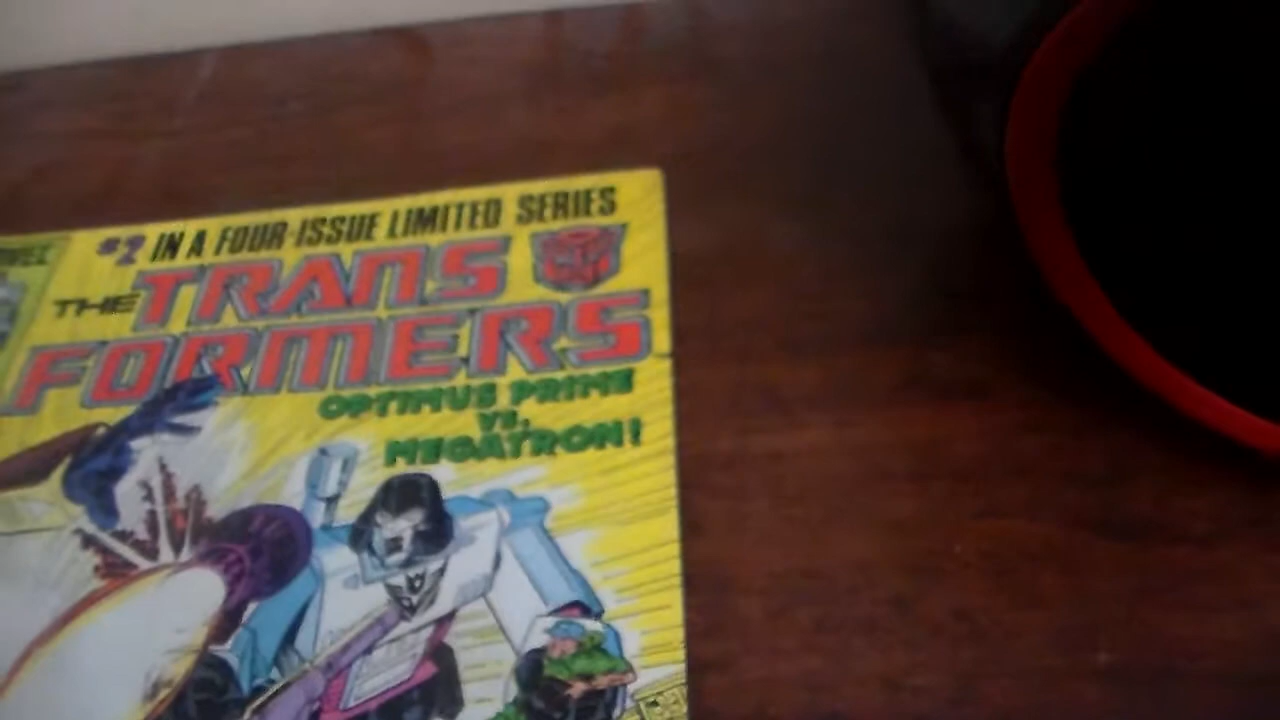 #2 IN A FOUR-ISSUE LIMITED SERIES
THE TRANS
FORMERS
OPTIMUS PRIME
VS.
MEGATRON!